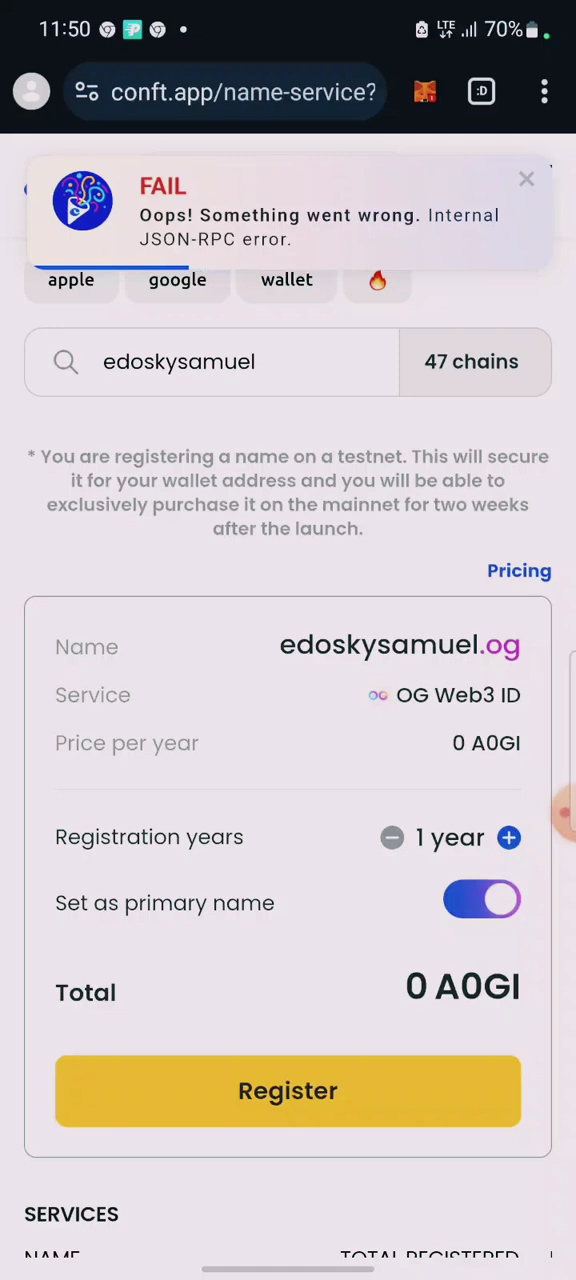 11:50 LTE 70%
conft.app/name-service?
FAIL
Oops! Something went wrong. Internal
JSON-RPC error.
apple google wallet
edoskysamuel 47 chains
* You are registering a name on a testnet. This will secure
it for your wallet address and you will be able to
exclusively purchase it on the mainnet for two weeks
after the launch.
Pricing
Name edoskysamuel.og
Service OG Web3 ID
Price per year 0 A0GI
Registration years 1 year
Set as primary name
Total 0 A0GI
Register
SERVICES
NAME TOTAL REGISTERED